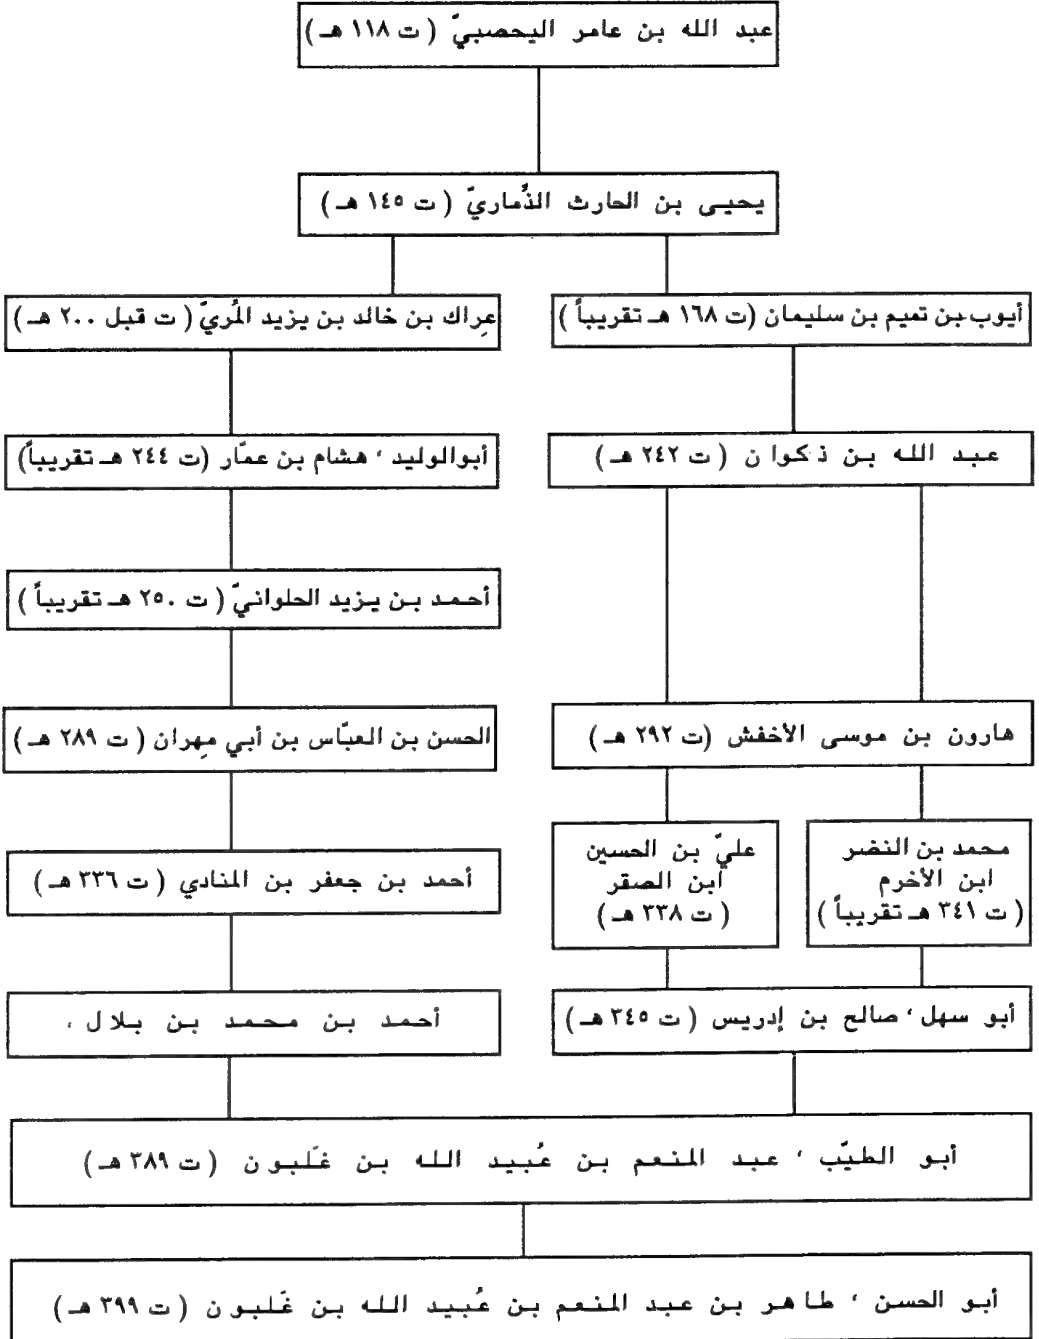 عبد الله بن عامر اليحصبيّ ( ت ١١٨ هـ )
يحيى بن الحارث الذِّماريّ ( ت ١٤٥ هـ )
أيوب بن تميم بن سليمان (ت ١٦٨ هـ تقريباً )
عِراك بن خالد بن يزيد المُريّ ( ت قبل ٢٠٠ هـ )
عبد الله بن ذكوان ( ت ٢٤٢ هـ )
أبوالوليد ، هشام بن عمّار (ت ٢٤٤ هـ تقريباً)
أحمد بن يزيد الحلوانيّ ( ت ٢٥٠ هـ تقريباً )
هارون بن موسى الأخفش (ت ٢٩٢ هـ )
الحسن بن العبّاس بن أبي مهِران ( ت ٢٨٩ هـ )
محمد بن النضر
ابن الأخرم
( ت ٣٤١ هـ تقريباً )
عليّ بن الحسين
ابن الصقر
( ت ٣٣٨ هـ )
أحمد بن جعفر بن المنادي ( ت ٣٣٦ هـ )
أبو سهل ، صالح بن إدريس ( ت ٣٤٥ هـ )
أحمد بن محمد بن بلال .
أبو الطيّب ، عبد المنعم بن عُبيد الله بن غَلبون ( ت ٣٨٩ هـ )
أبو الحسن ، طاهر بن عبد المنعم بن عُبيد الله بن غَلبون ( ت ٣٩٩ هـ )